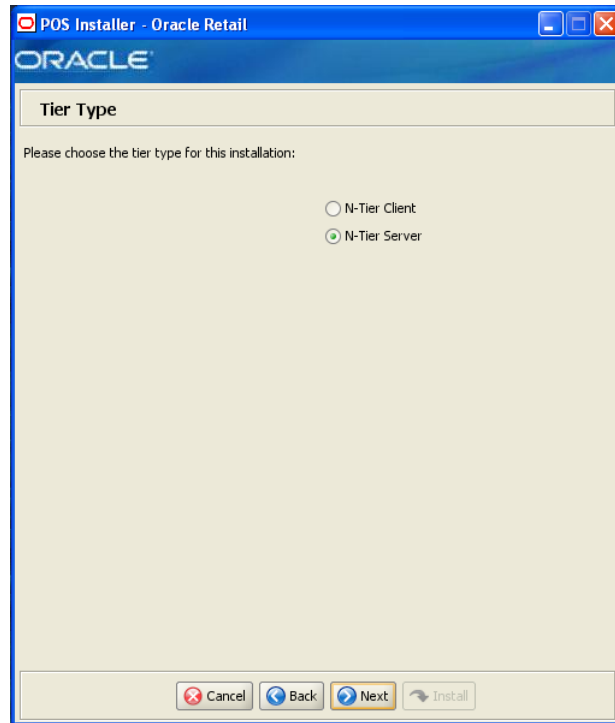 POS Installer - Oracle Retail
ORACLE
Tier Type
Please choose the tier type for this installation:
N-Tier Client
N-Tier Server
Cancel Back Next Install